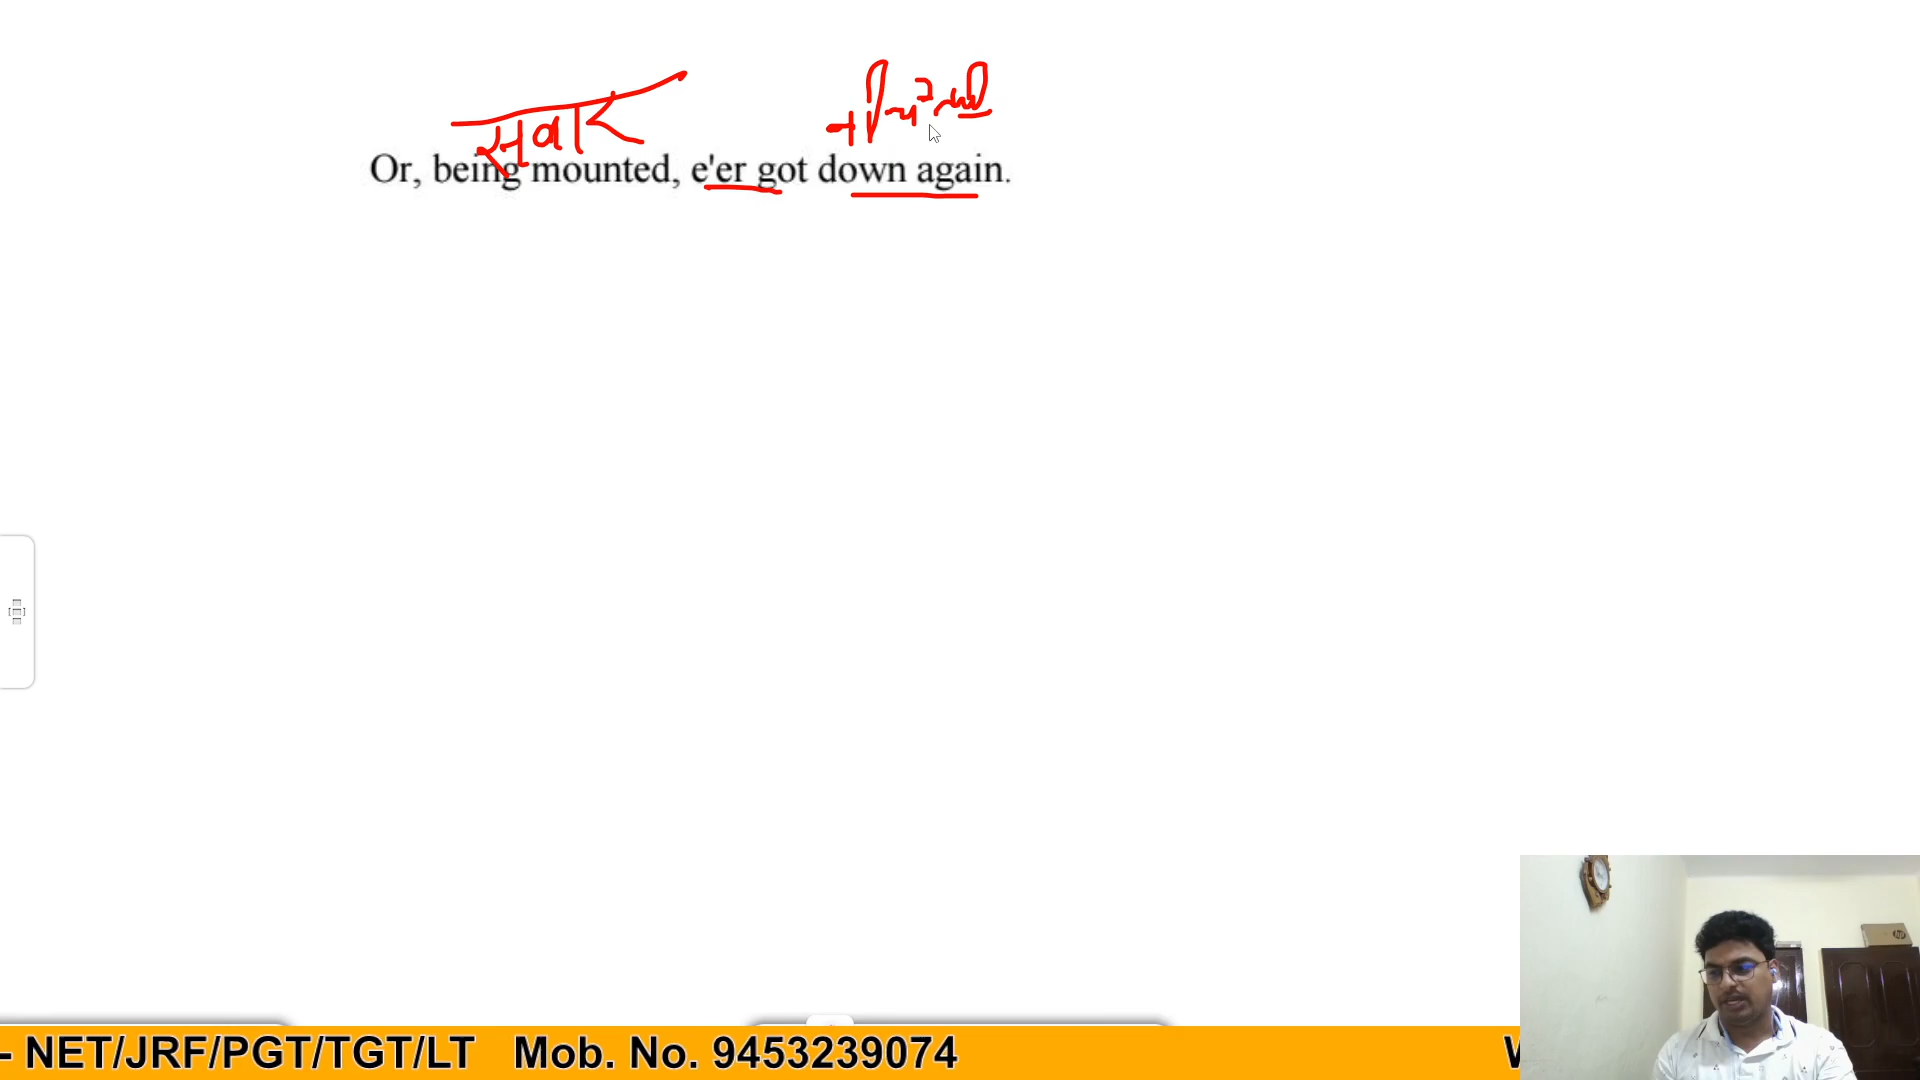 सवार
Or, being mounted, e'er got down again.
- NET/JRF/PGT/TGT/LT Mob. No. 9453239074